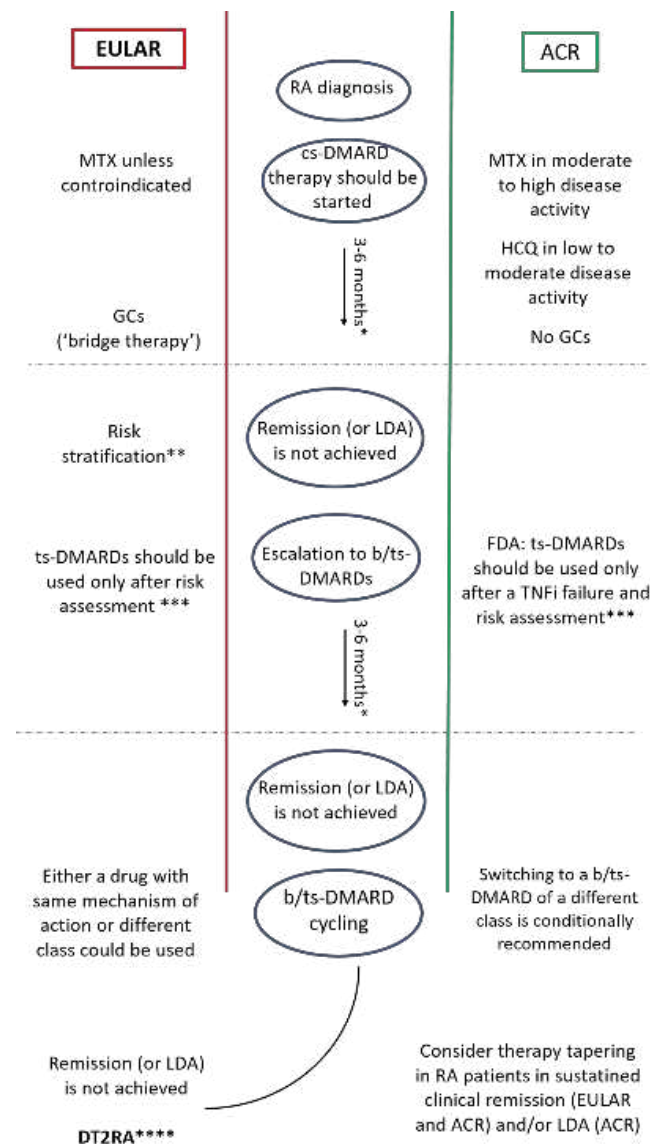 EULAR
ACR
RA diagnosis
MTX unless
controindicated
cs-DMARD
therapy should be
started
MTX in moderate
to high disease
activity
3-6 months*
HCQ in low to
moderate disease
activity
GCs
('bridge therapy')
No GCs
Risk
stratification**
Remission (or LDA)
is not achieved
ts-DMARDs should be
used only after risk
assessment ***
Escalation to b/ts-
DMARDs
FDA: ts-DMARDs
should be used only
after a TNFi failure and
risk assessment***
3-6 months*
Remission (or LDA)
is not achieved
Either a drug with
same mechanism of
action or different
class could be used
b/ts-DMARD
cycling
Switching to a b/ts-
DMARD of a different
class is conditionally
recommended
Remission (or LDA)
is not achieved
DT2RA****
Consider therapy tapering
in RA patients in sustatined
clinical remission (EULAR
and ACR) and/or LDA (ACR)